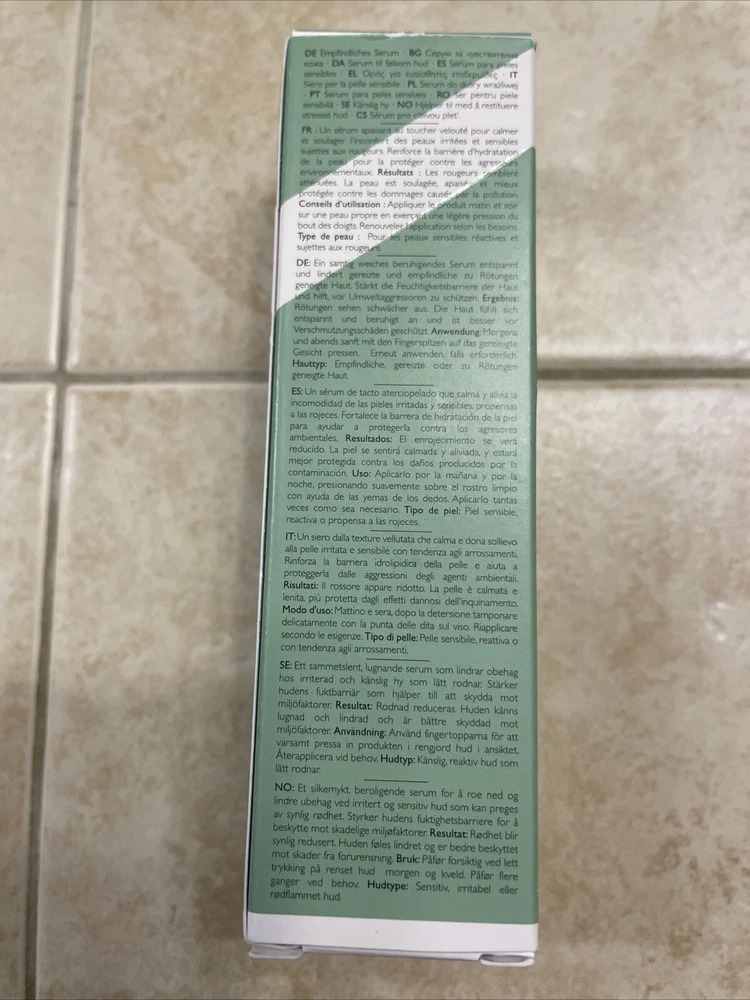 DE Empfindliches Serum · BG Серум за чувствителна
кожа · DA Serum til følsom hud · ES Sérum para pieles
sensibles · EL Ορός για ευαίσθητες επιδερμίδες · IT
Siero per la pelle sensibile · PL Serum do skóry wrażliwej
· PT Sérum para peles sensíveis · RO Ser pentru piele
sensibilă · SE Känslig hy · NO Hjelper til med å restituere
stresset hud · CS Sérum pro citlivou pleť
FR : Un sérum apaisant au toucher velouté pour calmer
et soulager l'inconfort des peaux irritées et sensibles
sujettes aux rougeurs. Renforce la barrière d'hydratation
de la peau pour la protéger contre les agresseurs
environnementaux. Résultats : Les rougeurs semblent
atténuées. La peau est soulagée, apaisée et mieux
protégée contre les dommages causés par la pollution.
Conseils d'utilisation : Appliquer le produit matin et soir
sur une peau propre en exerçant une légère pression du
bout des doigts. Renouveler l'application selon les besoins.
Type de peau : Pour les peaux sensibles, réactives et
sujettes aux rougeurs.
DE: Ein samtig weiches beruhigendes Serum entspannt
und lindert gereizte und empfindliche zu Rötungen
geneigte Haut. Stärkt die Feuchtigkeitsbarriere der Haut
und hilft, vor Umweltaggressoren zu schützen. Ergebnis:
Rötungen sehen schwächer aus. Die Haut fühlt sich
entspannt und beruhigt an und ist besser vor
Verschmutzungsschäden geschützt. Anwendung: Morgens
und abends sanft mit den Fingerspitzen auf das gereinigte
Gesicht pressen. Erneut anwenden, falls erforderlich.
Hauttyp: Empfindliche, gereizte oder zu Rötungen
geneigte Haut.
ES: Un sérum de tacto aterciopelado que calma y alivia la
incomodidad de las pieles irritadas y sensibles, propensas
a las rojeces. Fortalece la barrera de hidratación de la piel
para ayudar a protegerla contra los agresores
ambientales. Resultados: El enrojecimiento se verá
reducido. La piel se sentirá calmada y aliviada, y estará
mejor protegida contra los daños producidos por la
contaminación. Uso: Aplicarlo por la mañana y por la
noche, presionando suavemente sobre el rostro limpio
con ayuda de las yemas de los dedos. Aplicarlo tantas
veces como sea necesario. Tipo de piel: Piel sensible,
reactiva o propensa a las rojeces.
IT: Un siero dalla texture vellutata che calma e dona sollievo
alla pelle irritata e sensibile con tendenza agli arrossamenti.
Rinforza la barriera idrolipidica della pelle e aiuta a
proteggerla dalle aggressioni degli agenti ambientali.
Risultati: Il rossore appare ridotto. La pelle è calmata e
lenita, più protetta dagli effetti dannosi dell'inquinamento.
Modo d'uso: Mattino e sera, dopo la detersione tamponare
delicatamente con la punta delle dita sul viso. Riapplicare
secondo le esigenze. Tipo di pelle: Pelle sensibile, reattiva o
con tendenza agli arrossamenti.
SE: Ett sammetslent, lugnande serum som lindrar obehag
hos irriterad och känslig hy som lätt rodnar. Stärker
hudens fuktbarriär som hjälper till att skydda mot
miljöfaktorer. Resultat: Rodnad reduceras. Huden känns
lugnad och lindrad och är bättre skyddad mot
miljöfaktorer. Användning: Använd fingertopparna för att
varsamt pressa in produkten i rengjord hud i ansiktet.
Återapplicera vid behov. Hudtyp: Känslig, reaktiv hud som
lätt rodnar.
NO: Et silkemykt, beroligende serum for å roe ned og
lindre ubehag ved irritert og sensitiv hud som kan preges
av synlig rødhet. Styrker hudens fuktighetsbarriere for å
beskytte mot skadelige miljøfaktorer. Resultat: Rødhet blir
synlig redusert. Huden føles lindret og er bedre beskyttet
mot skader fra forurensning. Bruk: Påfør forsiktig ved lett
trykking på renset hud morgen og kveld. Påfør flere
ganger ved behov. Hudtype: Sensitiv, irritabel eller
rødflammet hud.